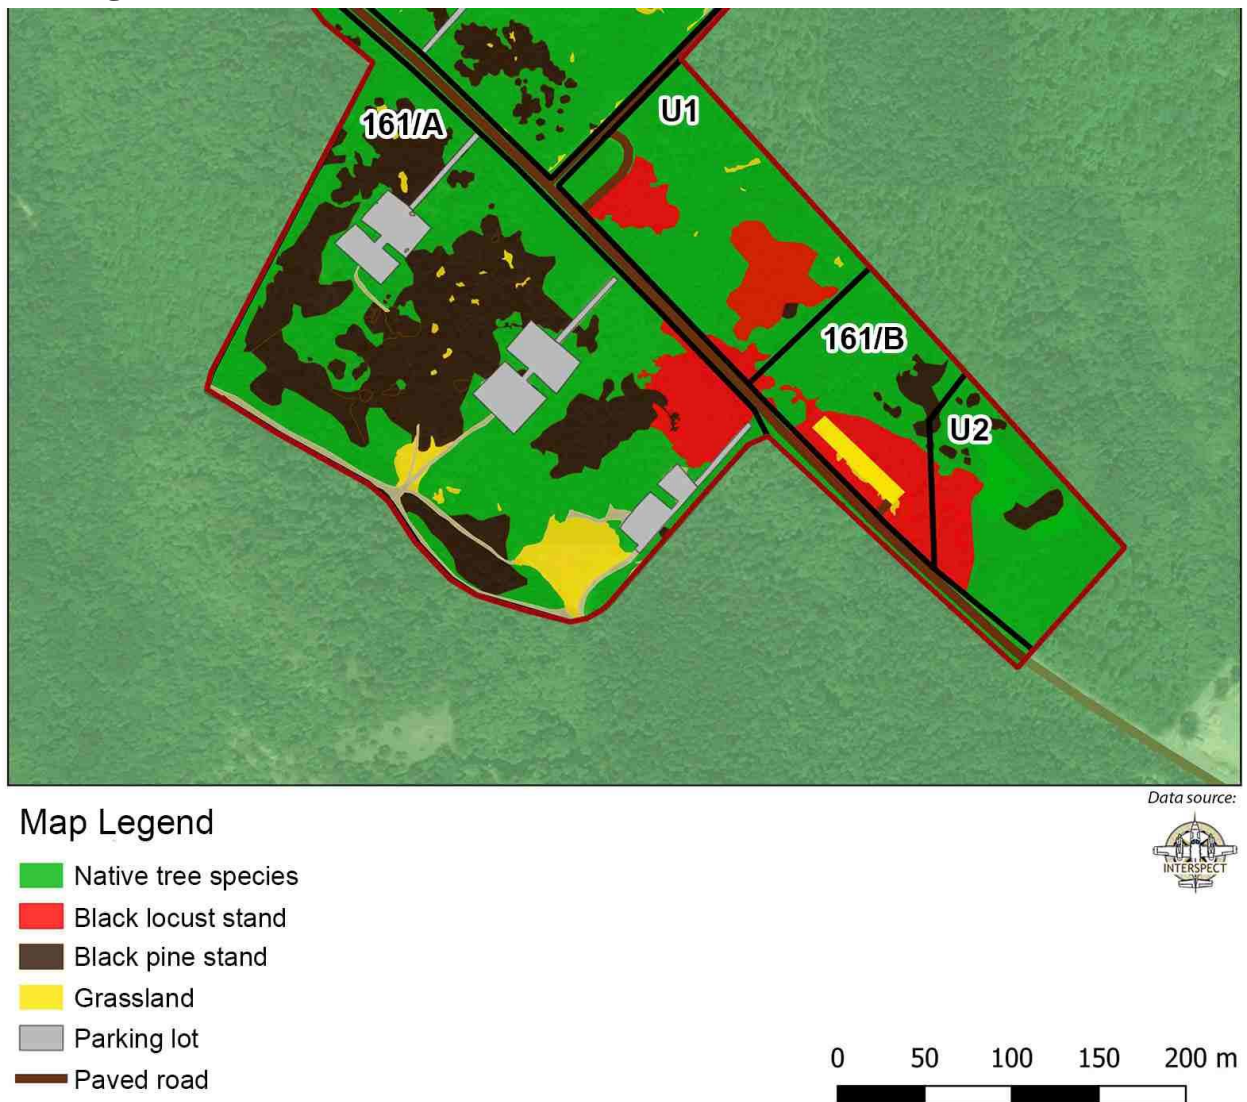 161/A
U1
161/B
U2
Data source:
INTERSPECT
Map Legend
Native tree species
Black locust stand
Black pine stand
Grassland
Parking lot
Paved road
0 50 100 150 200 m